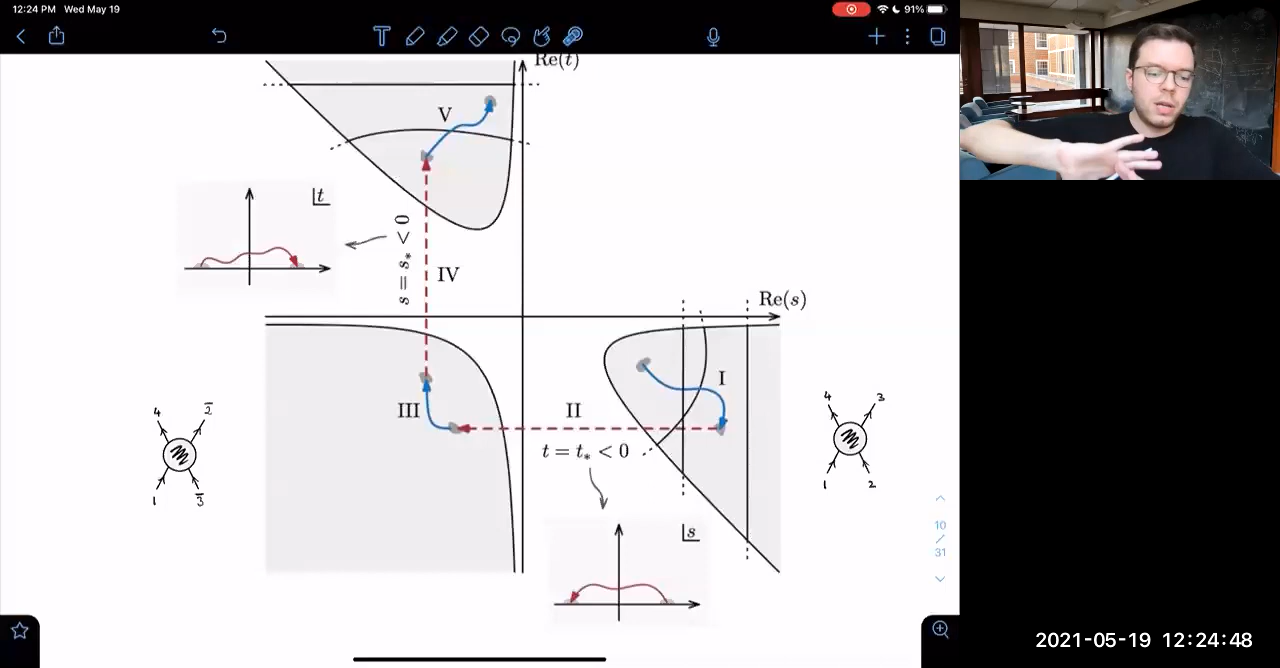 12:24 PM Wed May 19
91%
T
Re(t)
V
t
s = s* < 0
IV
Re(s)
I
III
II
t = t* < 0
4 2̅
1 3̅
4 3
1 2
s
10
/
31
2021-05-19 12:24:48